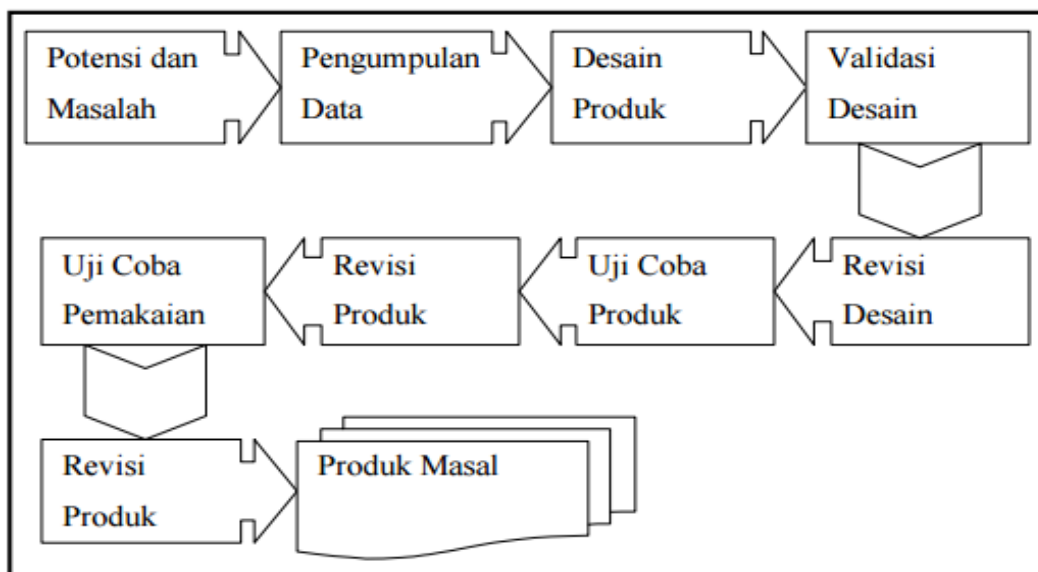 Potensi dan
Masalah
Pengumpulan
Data
Desain
Produk
Validasi
Desain
Revisi
Desain
Uji Coba
Produk
Revisi
Produk
Uji Coba
Pemakaian
Revisi
Produk
Produk Masal